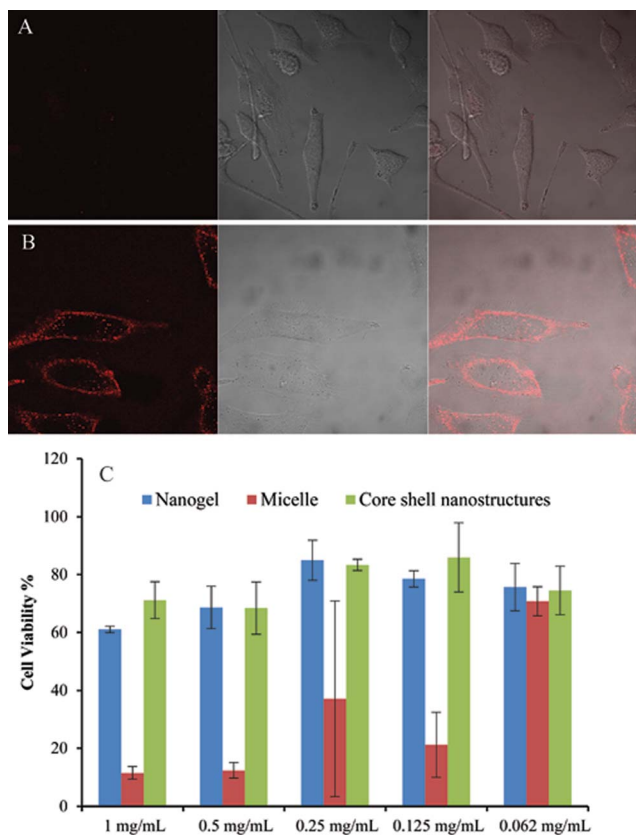 A
B
C
Nanogel Micelle Core shell nanostructures
Cell Viability %
120
100
80
60
40
20
0
1 mg/mL 0.5 mg/mL 0.25 mg/mL 0.125 mg/mL 0.062 mg/mL